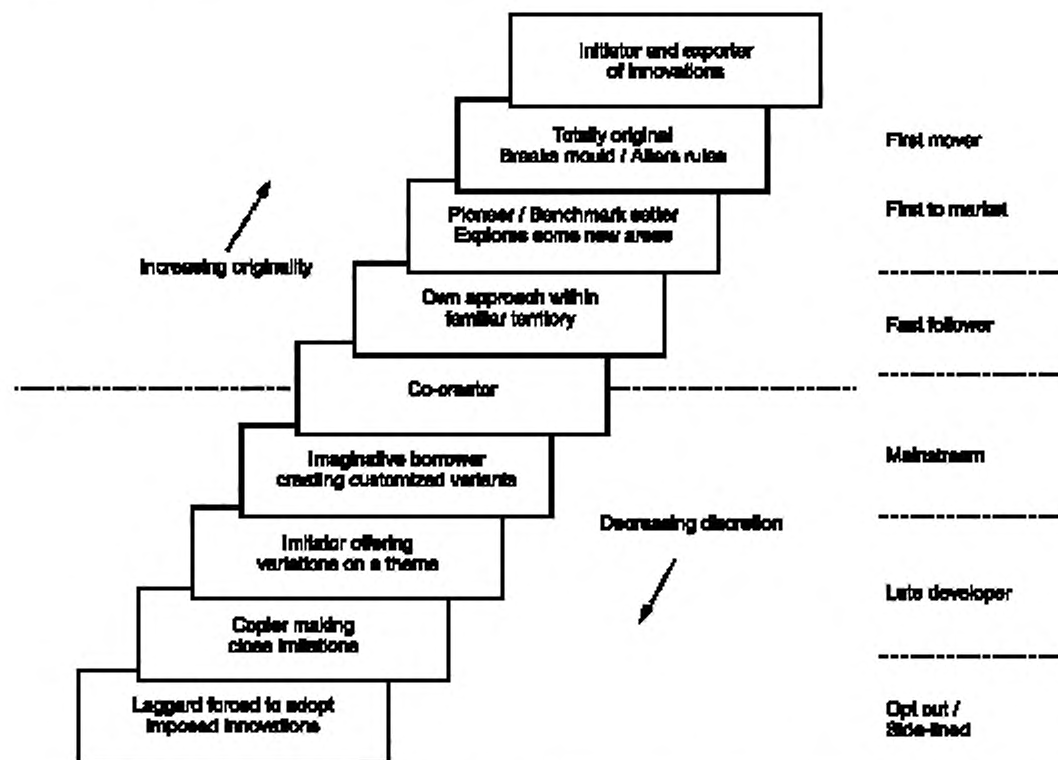 Initiator and exporter
of innovations
Totally original
Breaks mould / Alters rules
First mover
Pioneer / Benchmark setter
Explores some new areas
First to market
Increasing originality
Own approach within
familiar territory
Fast follower
Co-creator
Imaginative borrower
creating customized variants
Mainstream
Decreasing discretion
Imitator offering
variations on a theme
Late developer
Copier making
close imitations
Laggard forced to adopt
imposed innovations
Opt out /
Side-lined